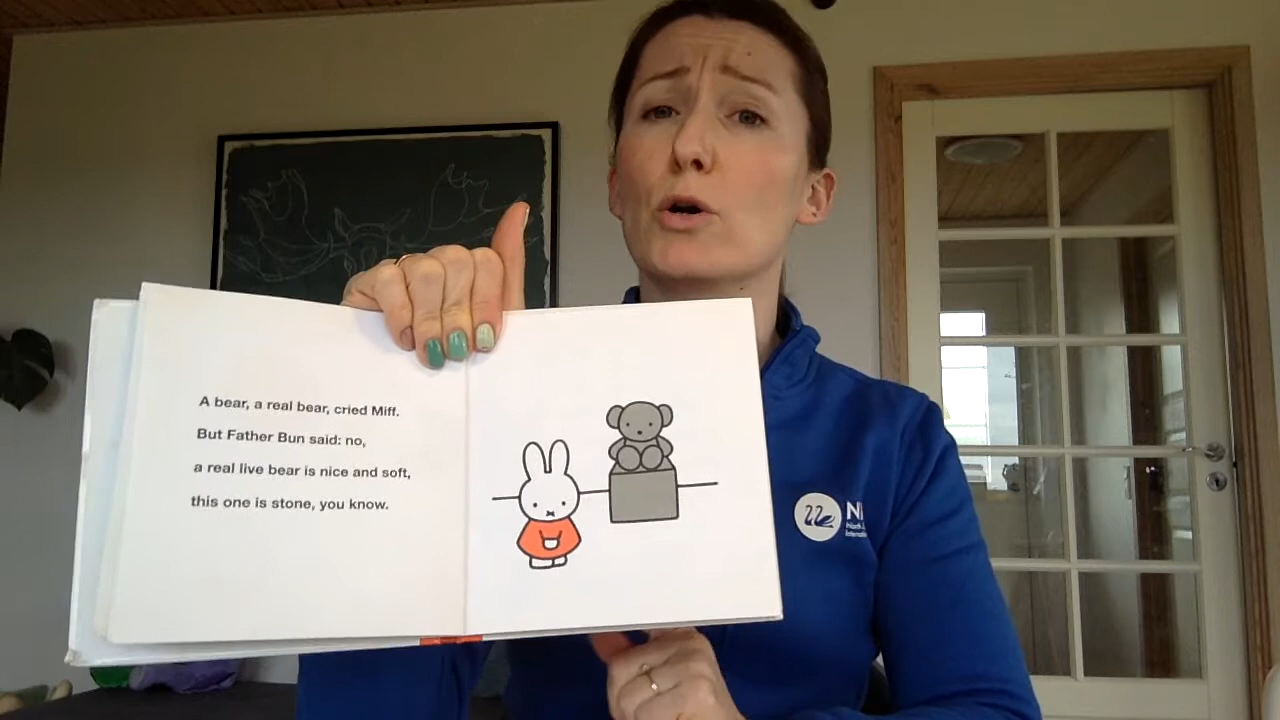 A bear, a real bear, cried Miff.
But Father Bun said: no,
a real live bear is nice and soft,
this one is stone, you know.